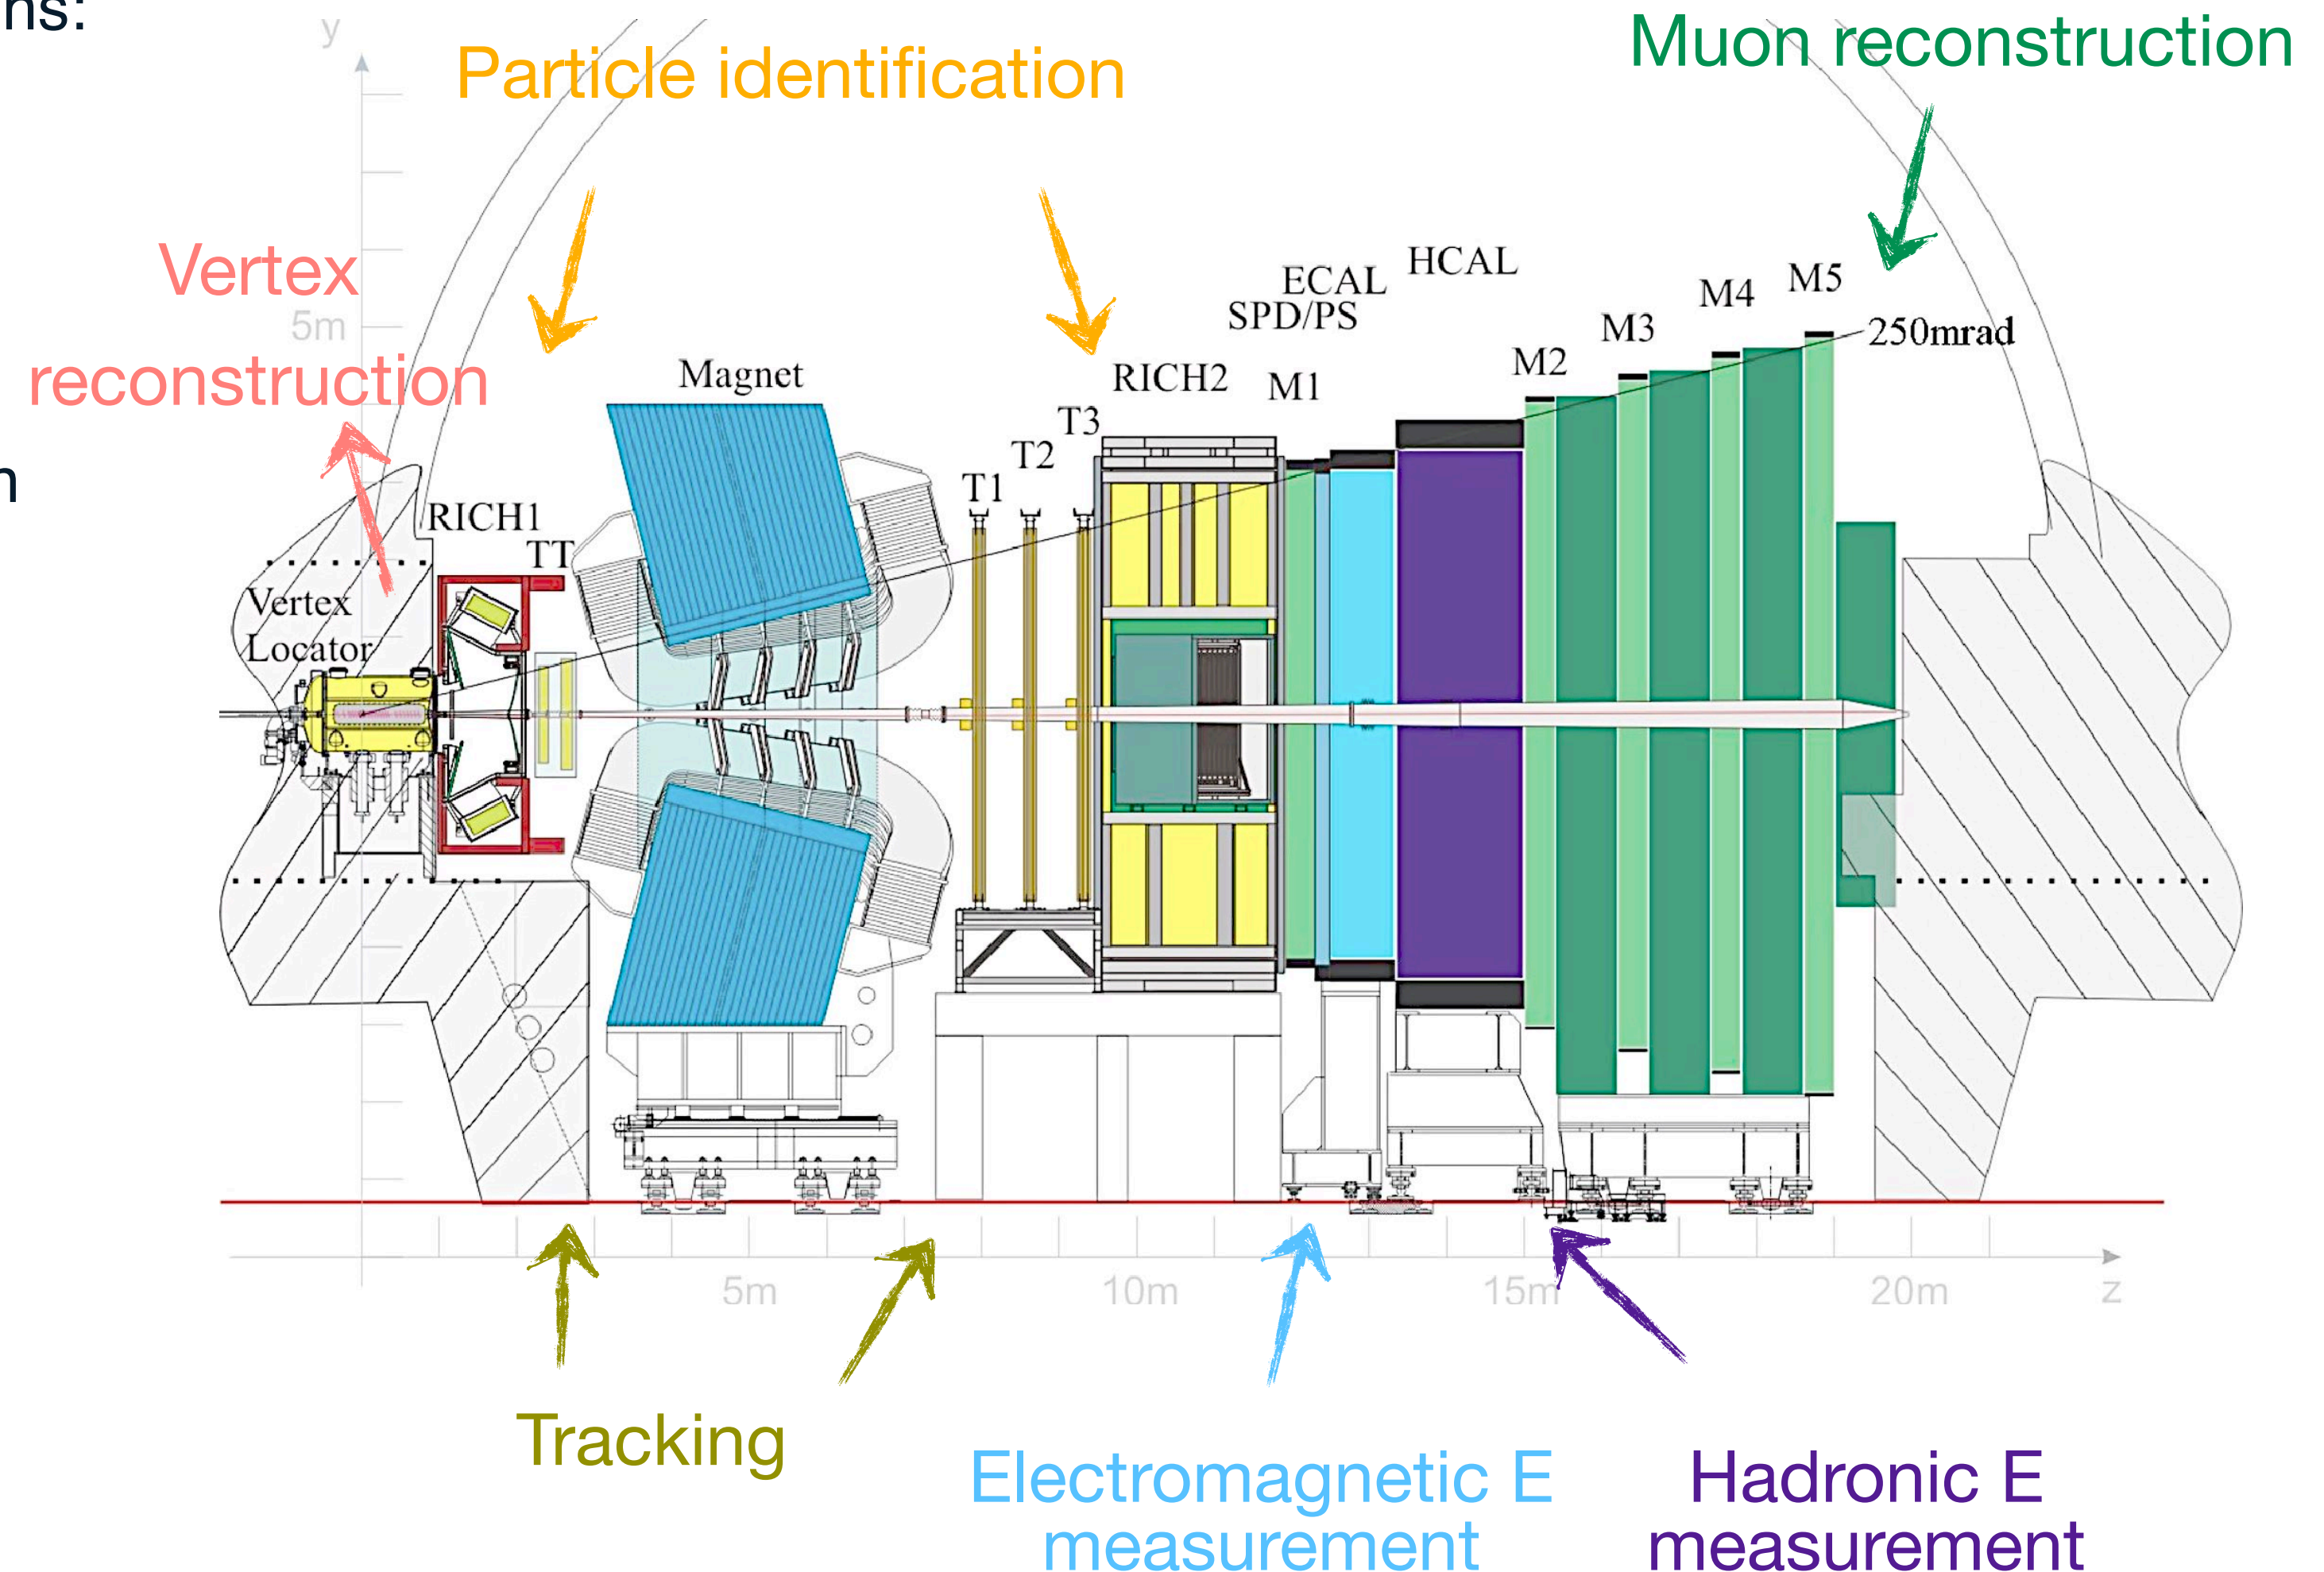 ns:
y
Particle identification
Muon reconstruction
Vertex
reconstruction
5m
n
HCAL
ECAL
SPD/PS
M5
M4
M3
250mrad
M2
Magnet
RICH2
M1
T3
T2
T1
RICH1
TT
Vertex
Locator
5m
10m
15m
20m
z
Tracking
Electromagnetic E
measurement
Hadronic E
measurement